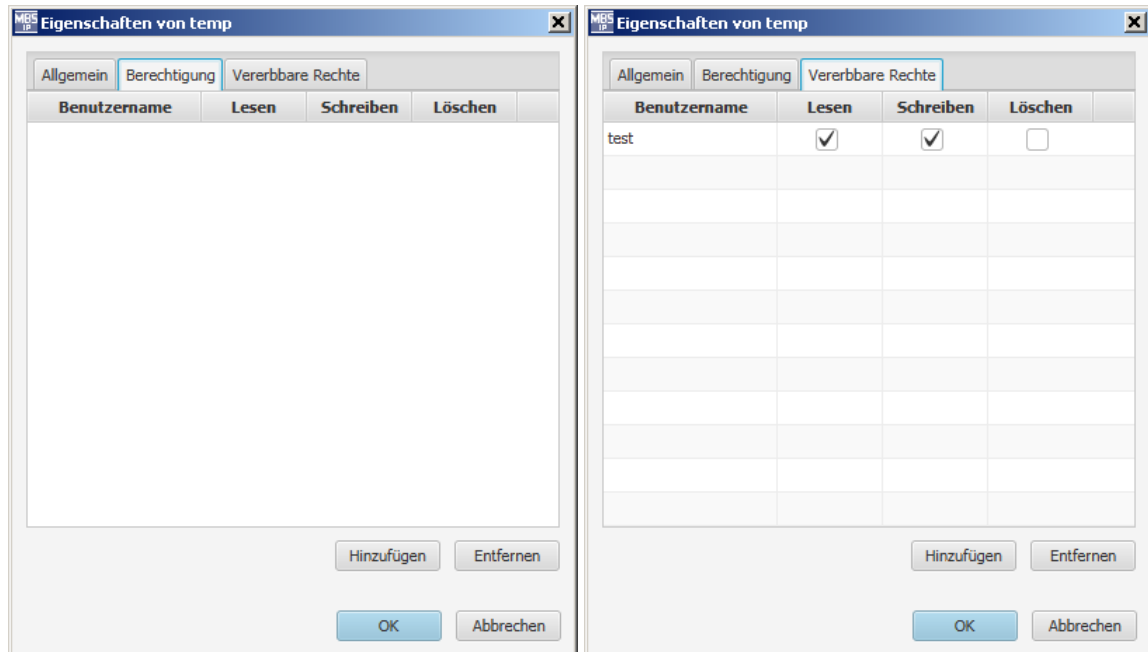 MBS IP Eigenschaften von temp
Allgemein Berechtigung Vererbbare Rechte
Benutzername Lesen Schreiben Löschen
Hinzufügen Entfernen
OK Abbrechen
MBS IP Eigenschaften von temp
Allgemein Berechtigung Vererbbare Rechte
Benutzername Lesen Schreiben Löschen
test
Hinzufügen Entfernen
OK Abbrechen